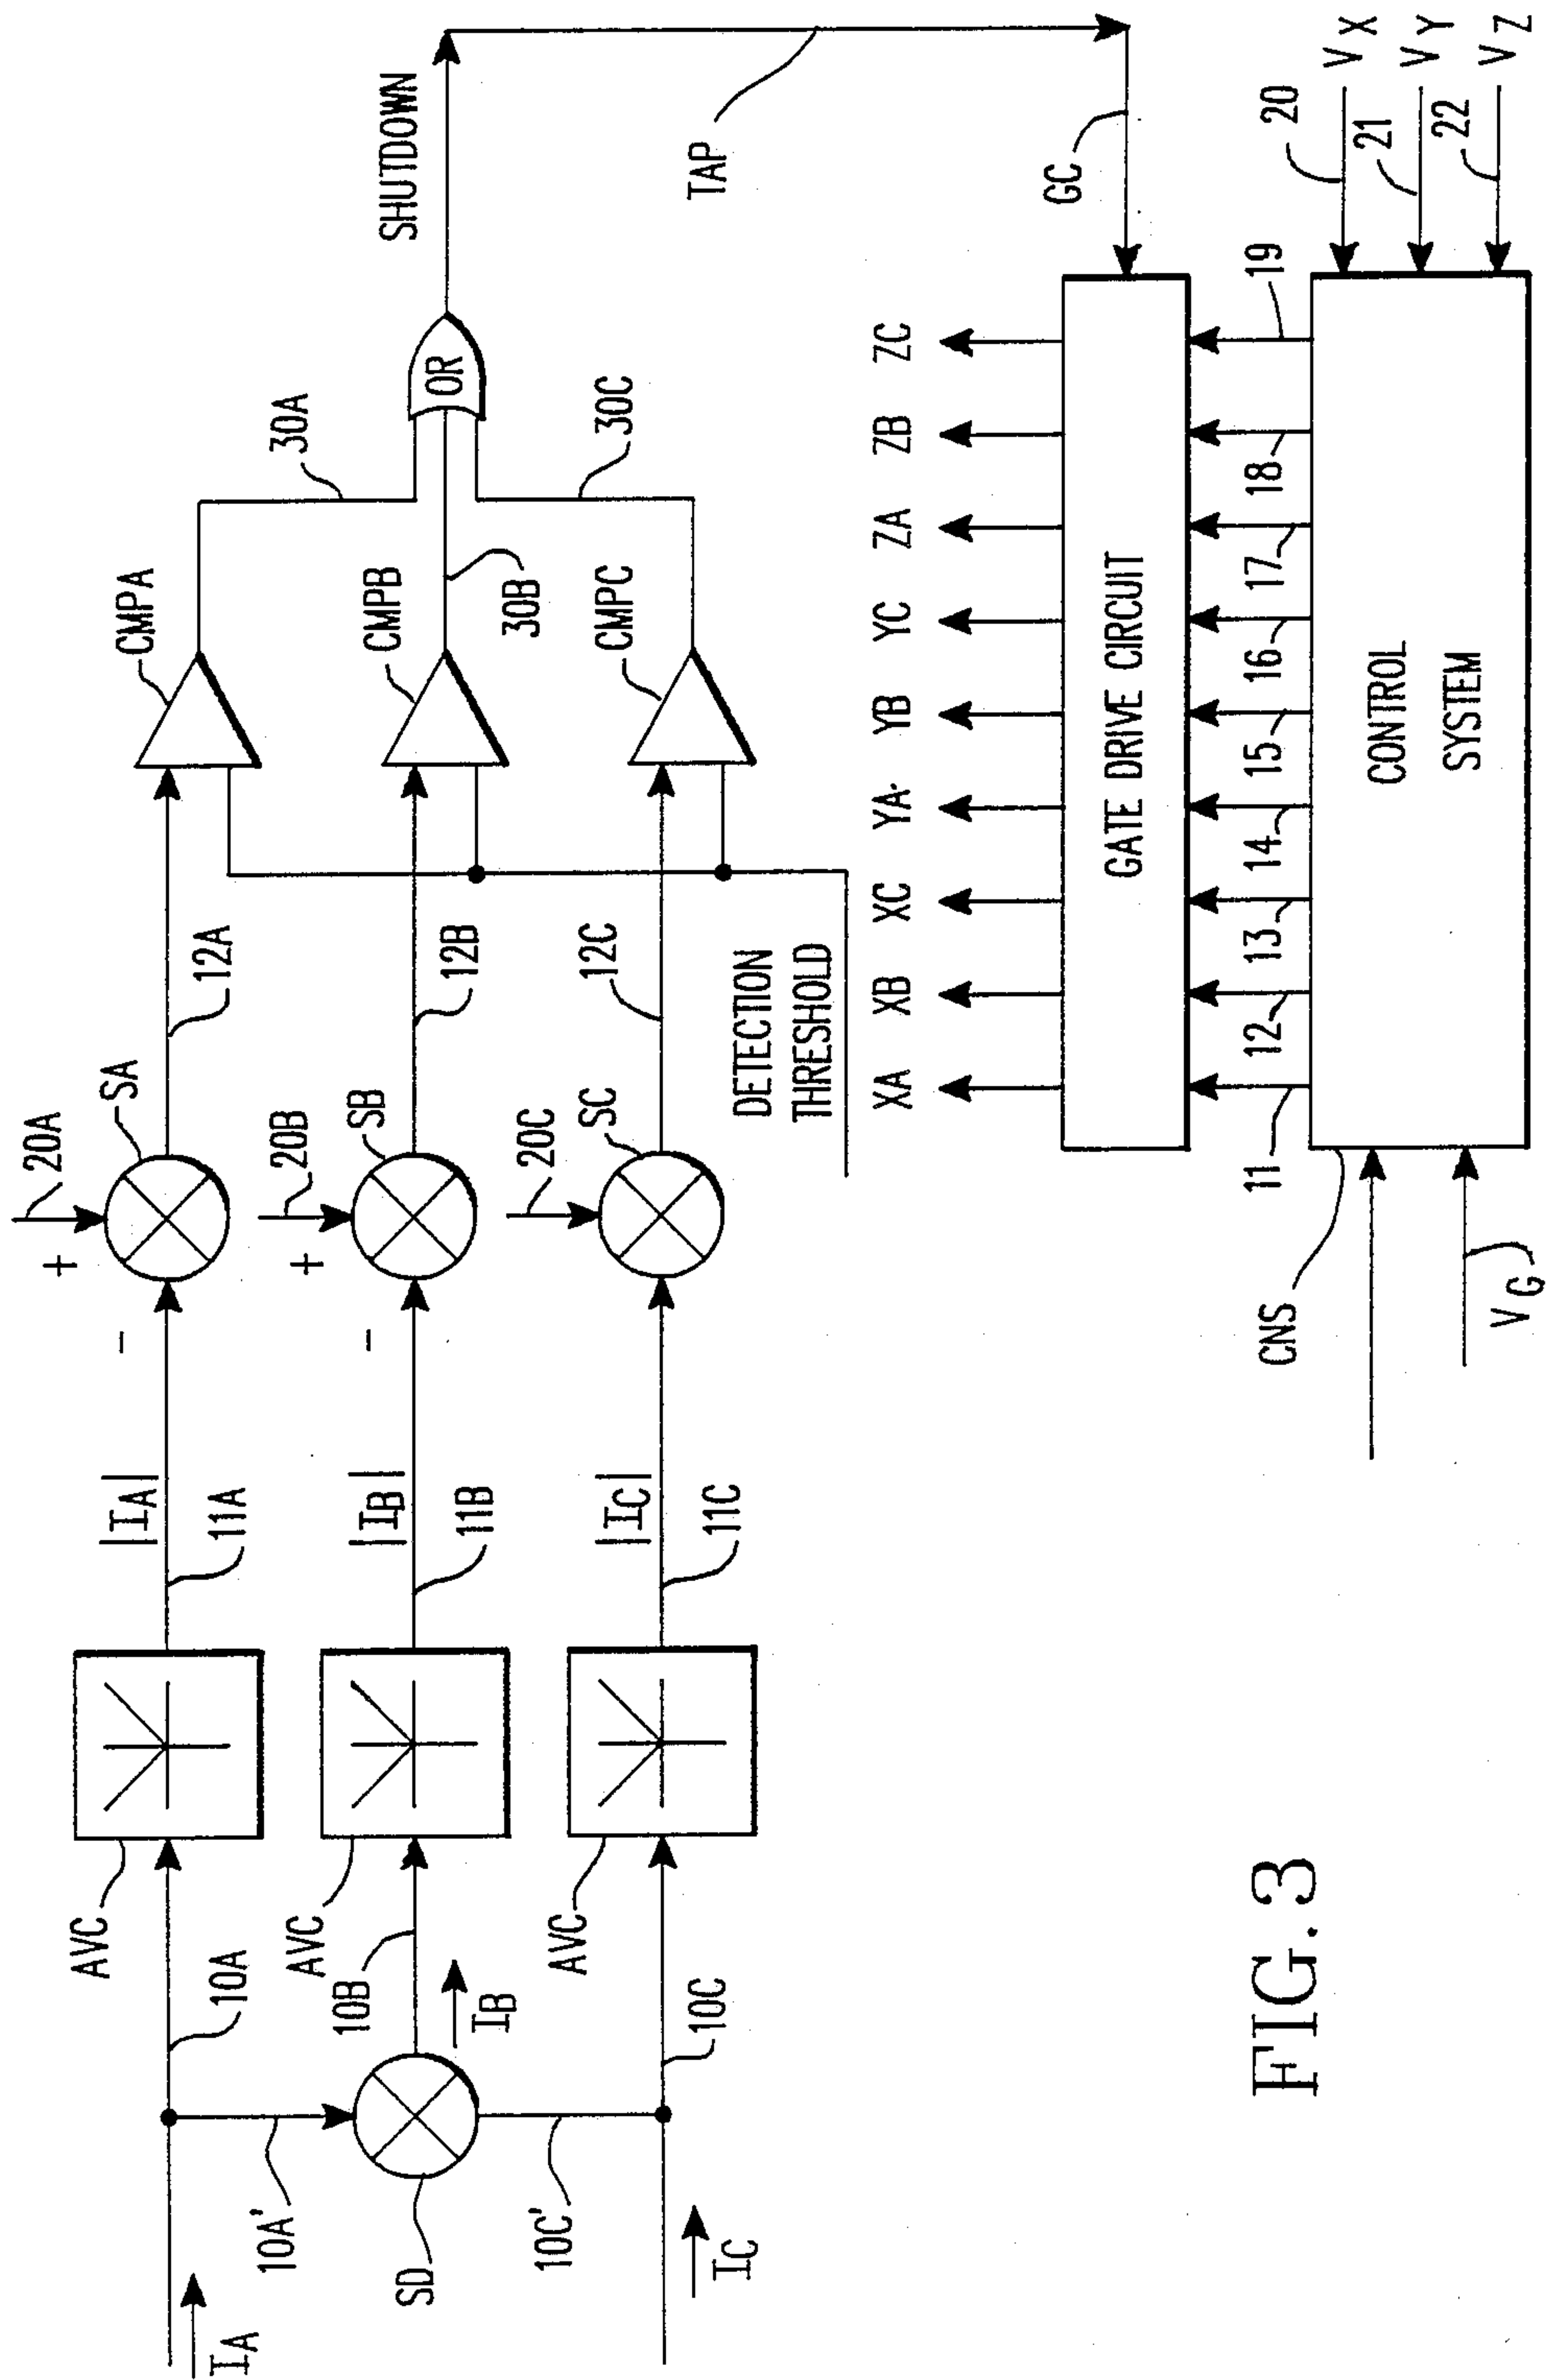 20A
+
SA
12A
CMPA
30A
SHUTDOWN
AVC
|IA|
-
11A
10A
IA
10A'
20B
+
SB
12B
CMPB
30B
OR
AVC
|IB|
-
11B
10B
IB
SD
20C
SC
12C
CMPC
30C
TAP
AVC
|IC|
11C
10C
10C'
IC
DETECTION
THRESHOLD
XA XB XC YA YB YC ZA ZB ZC
GC
GATE DRIVE CIRCUIT
11 12 13 14 15 16 17 18 19
CNS
CONTROL
SYSTEM
20
VX
21
VY
22
VZ
VG
FIG. 3